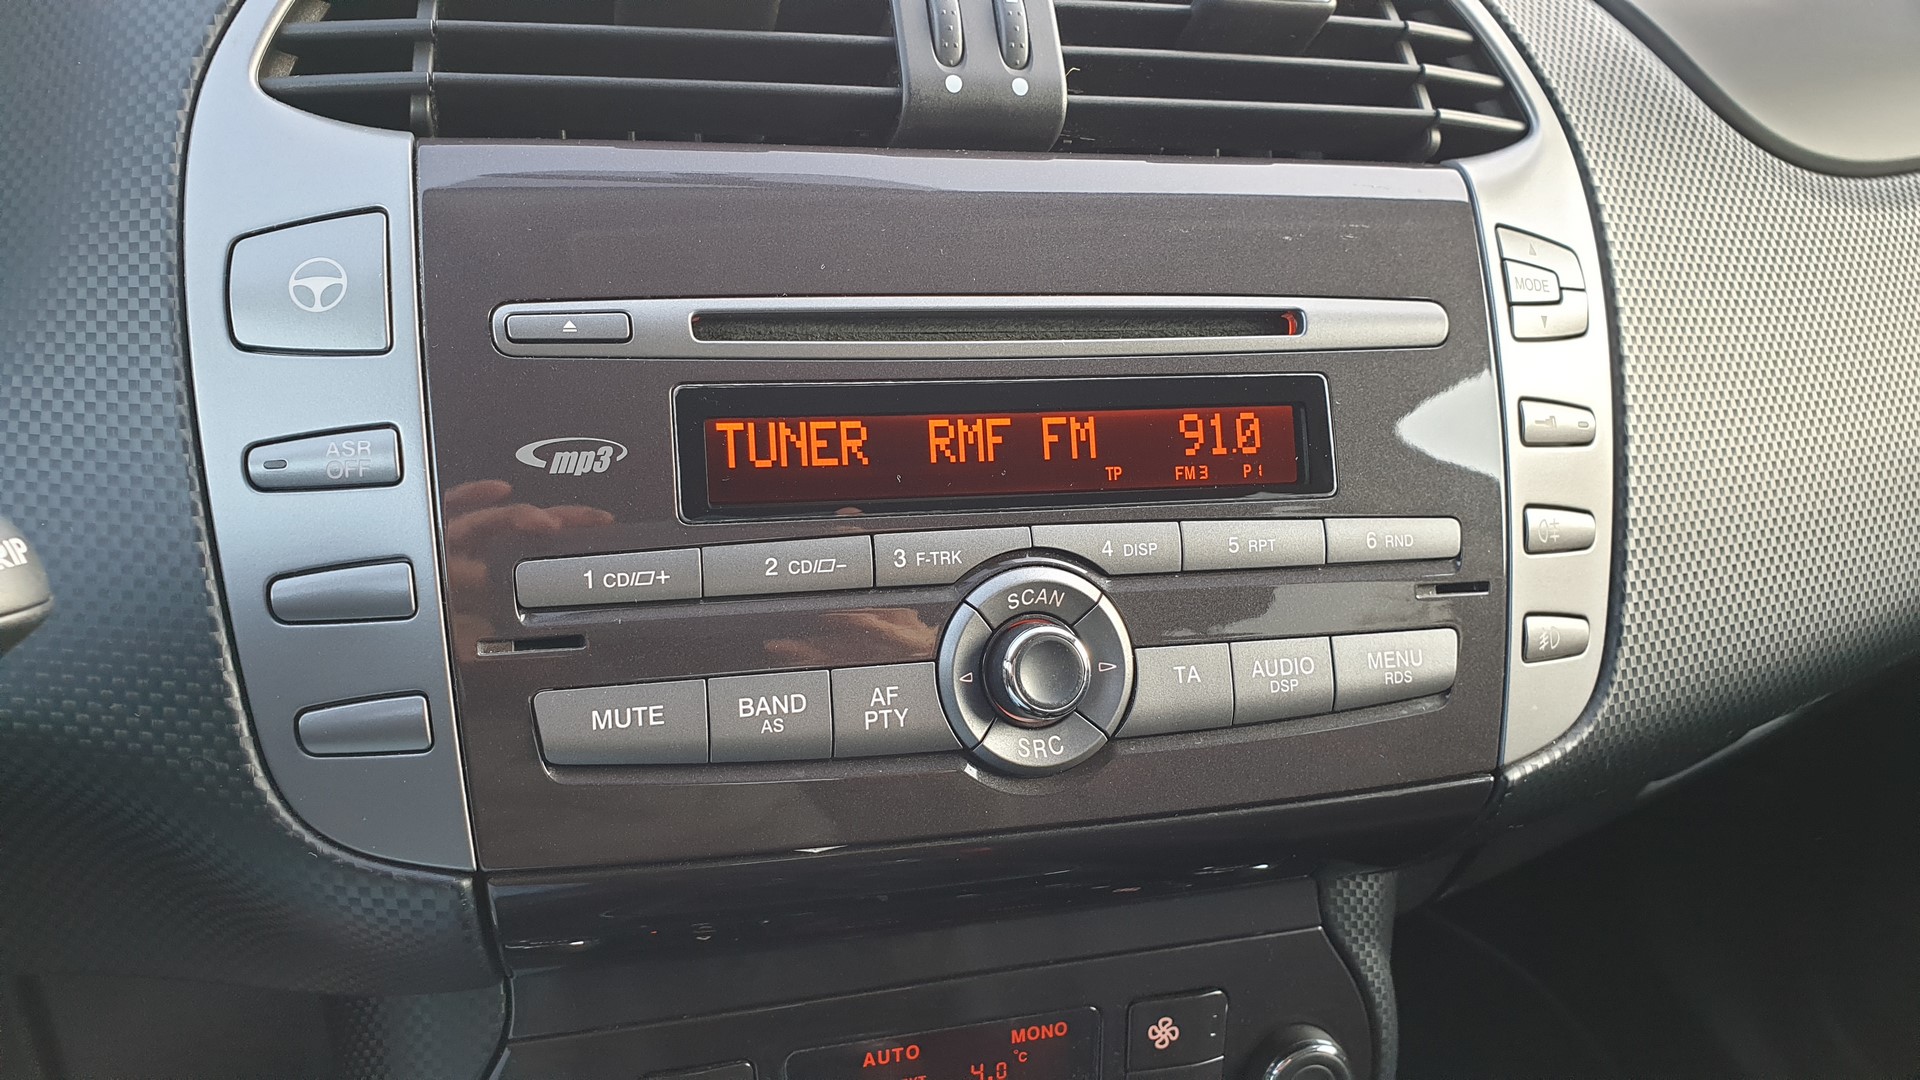 MODE
ASR
OFF
mp3
TUNER RMF FM 91.0
TP FM3 P1
1 CD/▱+
2 CD/▱−
3 F-TRK
4 DISP
5 RPT
6 RND
SCAN
MUTE
BAND
AS
AF
PTY
TA
AUDIO
DSP
MENU
RDS
SRC
AUTO
MONO
4.0 °C